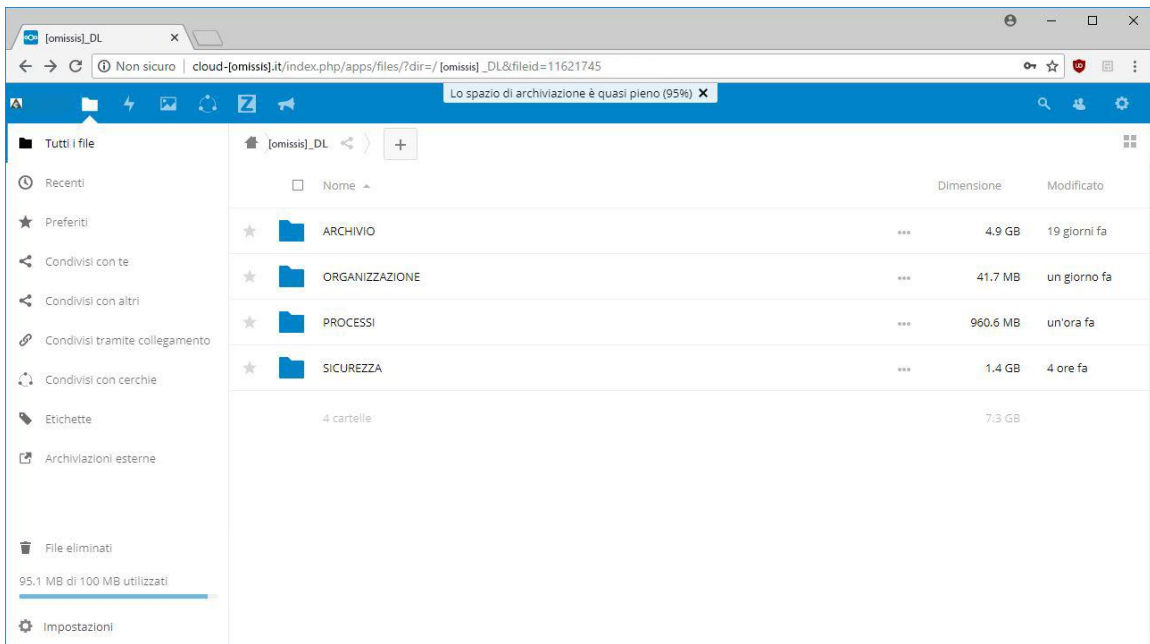 [omissis]_DL
Non sicuro | cloud-[omissis].it/index.php/apps/files/?dir=/ [omissis] _DL&fileid=11621745
Lo spazio di archiviazione è quasi pieno (95%) X
Tutti i file
[omissis]_DL
+
Recenti
Nome
Dimensione
Modificato
Preferiti
ARCHIVIO
4.9 GB
19 giorni fa
Condivisi con te
ORGANIZZAZIONE
41.7 MB
un giorno fa
Condivisi con altri
PROCESSI
960.6 MB
un'ora fa
Condivisi tramite collegamento
SICUREZZA
1.4 GB
4 ore fa
Condivisi con cerchie
Etichette
4 cartelle
7.3 GB
Archiviazioni esterne
File eliminati
95.1 MB di 100 MB utilizzati
Impostazioni